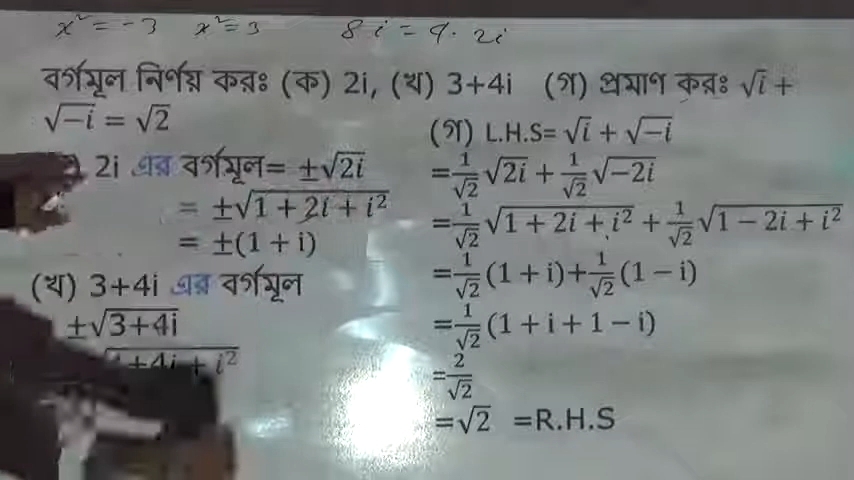 x² = -3 x² = 3 8i = 4. 2i
বর্গমূল নির্ণয় করঃ (ক) 2i, (খ) 3+4i (গ) প্রমাণ করঃ √i +
√-i = √2
2i এর বর্গমূল= ±√2i
= ±√1 + 2i + i²
= ±(1 + i)
(খ) 3+4i এর বর্গমূল
±√3+4i
4+4i + i²
(গ) L.H.S= √i + √-i
=1/√2 √2i + 1/√2 √-2i
=1/√2 √1 + 2i + i² + 1/√2 √1 − 2i + i²
=1/√2 (1 + i)+1/√2 (1 − i)
=1/√2 (1 + i + 1 − i)
=2/√2
=√2 =R.H.S